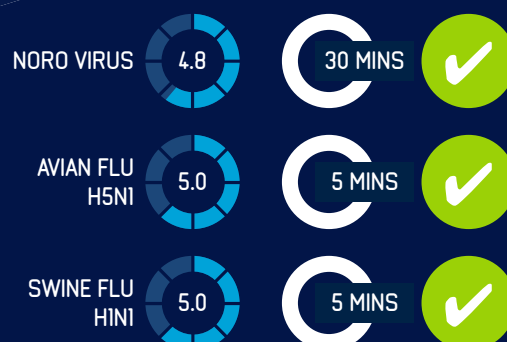 NORO VIRUS 4.8 30 MINS
AVIAN FLU
H5N1 5.0 5 MINS
SWINE FLU
H1N1 5.0 5 MINS